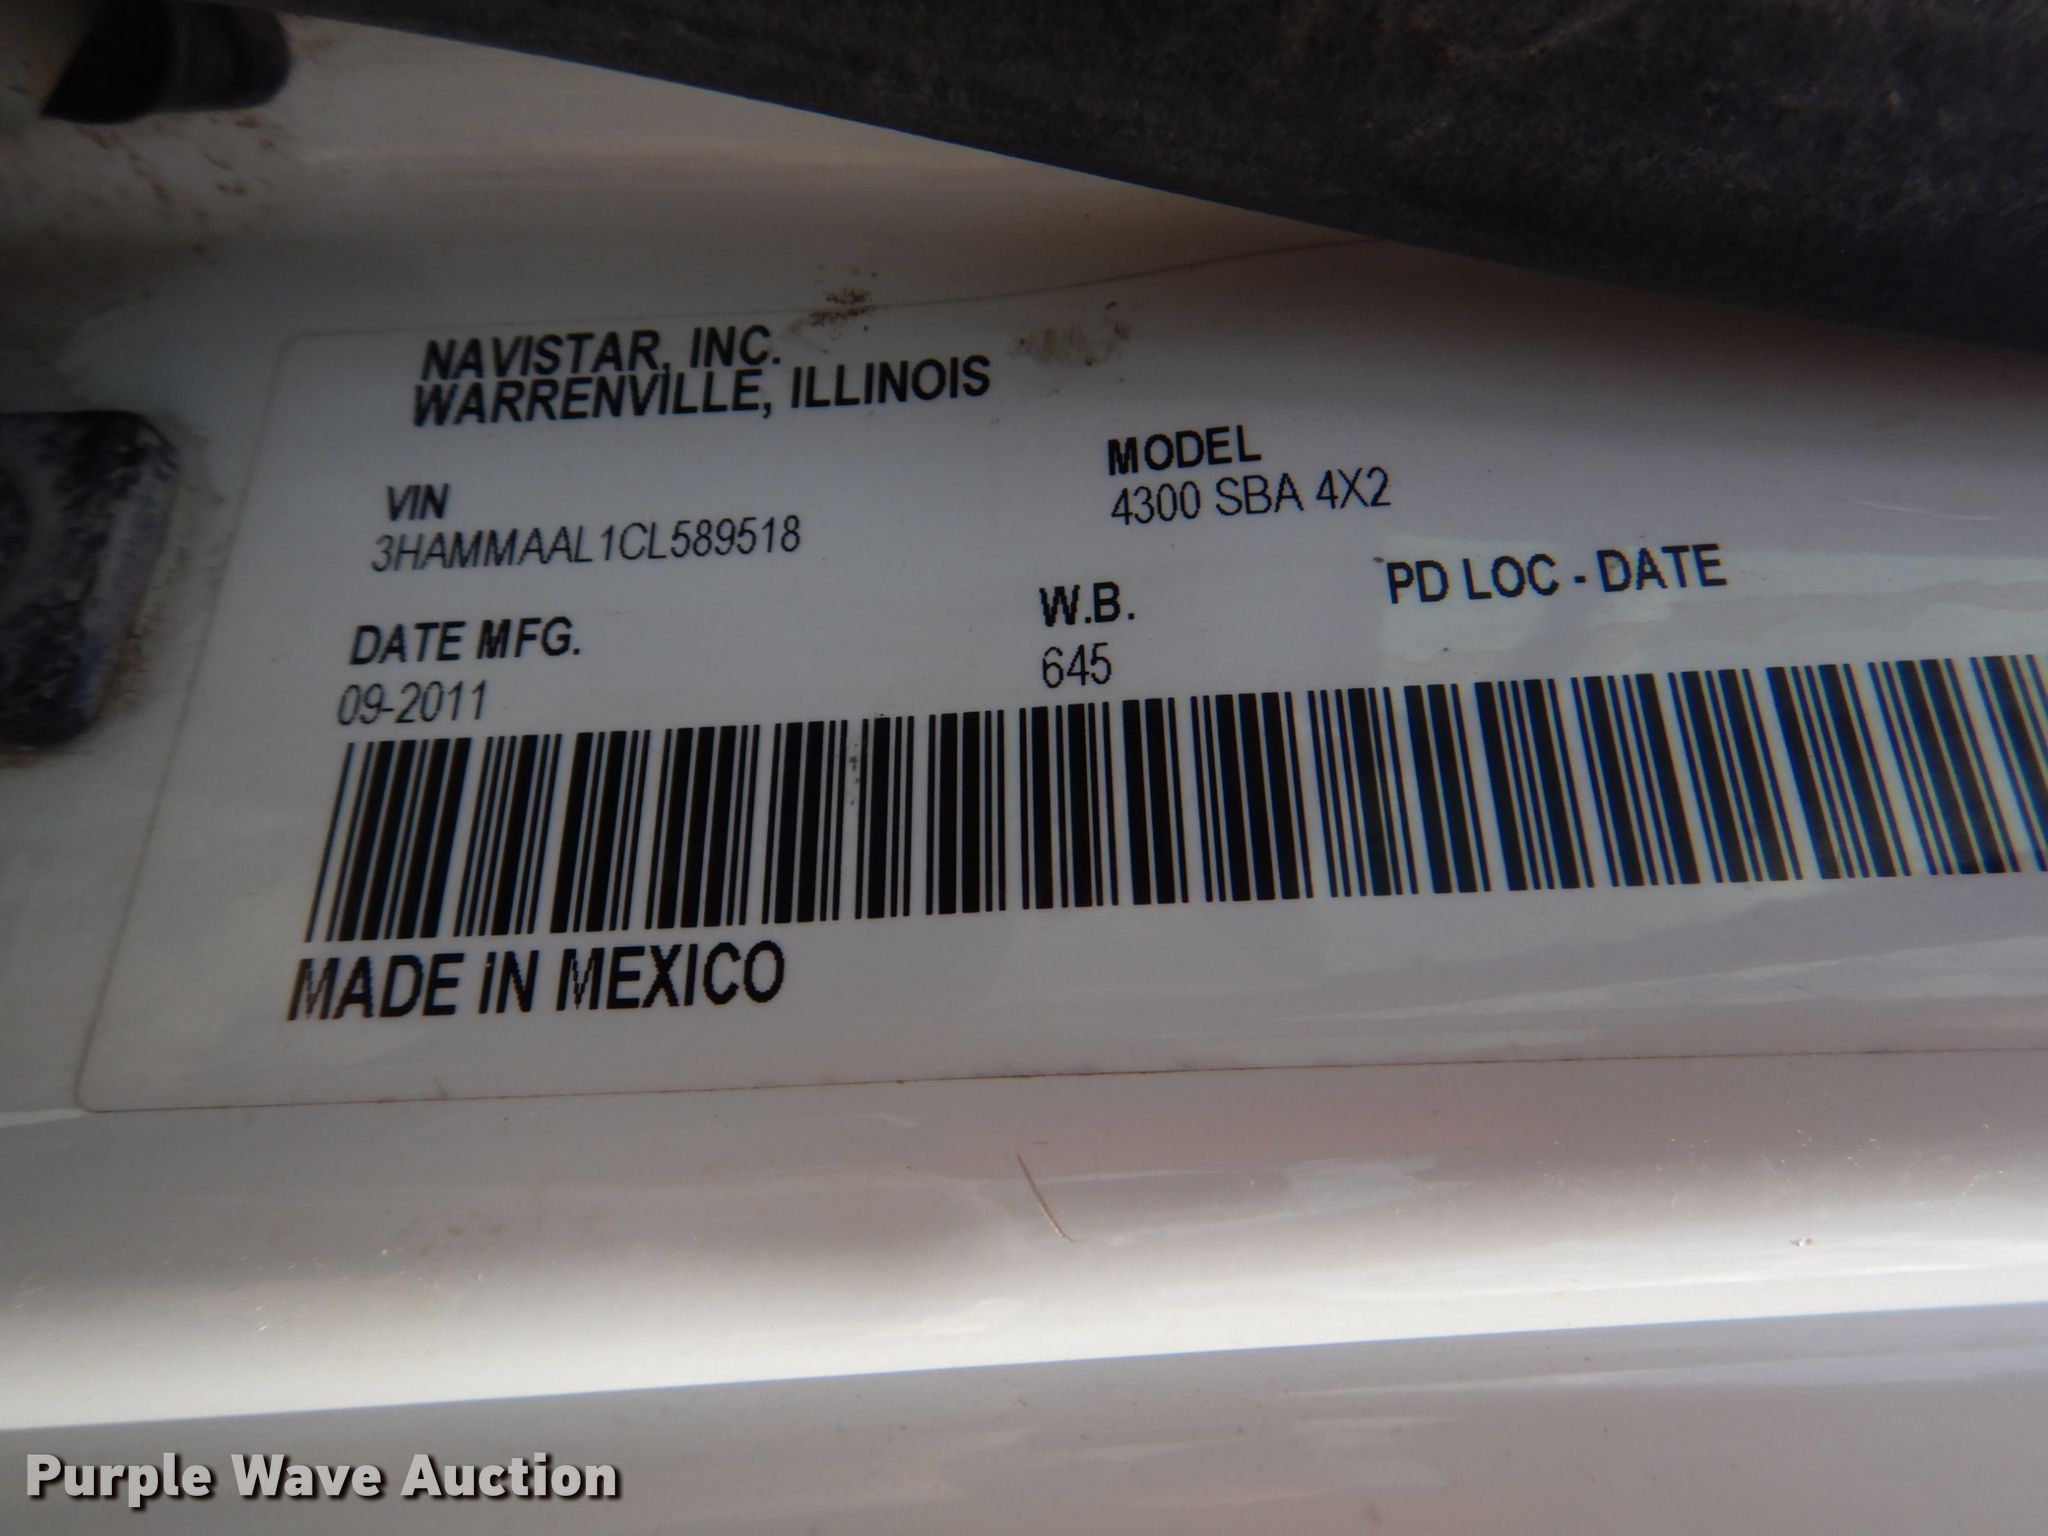 NAVISTAR, INC.
WARRENVILLE, ILLINOIS
VIN
3HAMMAAL1CL589518
MODEL
4300 SBA 4X2
DATE MFG.
09-2011
W.B.
645
PD LOC - DATE
MADE IN MEXICO
Purple Wave Auction